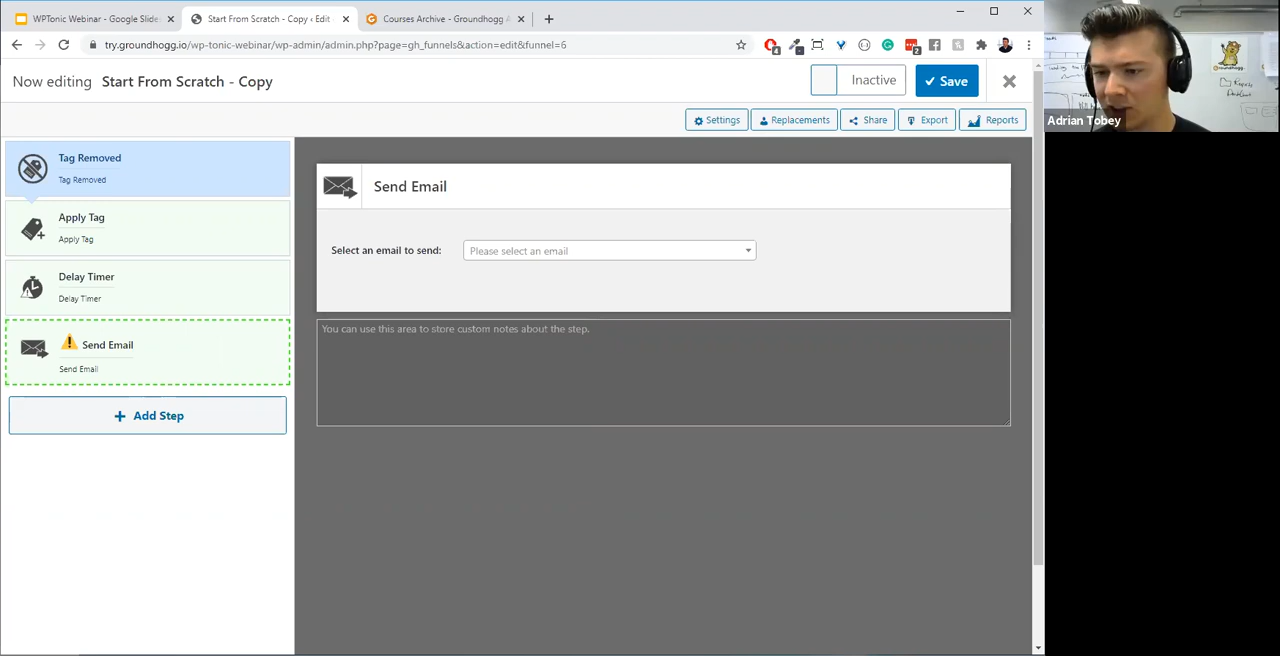 WPTonic Webinar - Google Slide
Start From Scratch - Copy ‹ Edit
Courses Archive - Groundhogg A
try.groundhogg.io/wp-tonic-webinar/wp-admin/admin.php?page=gh_funnels&action=edit&funnel=6
Now editing Start From Scratch - Copy
Inactive
Save
Settings
Replacements
Share
Export
Reports
Tag Removed
Tag Removed
Apply Tag
Apply Tag
Delay Timer
Delay Timer
Send Email
Send Email
Add Step
Send Email
Select an email to send:
Please select an email
You can use this area to store custom notes about the step.
Adrian Tobey